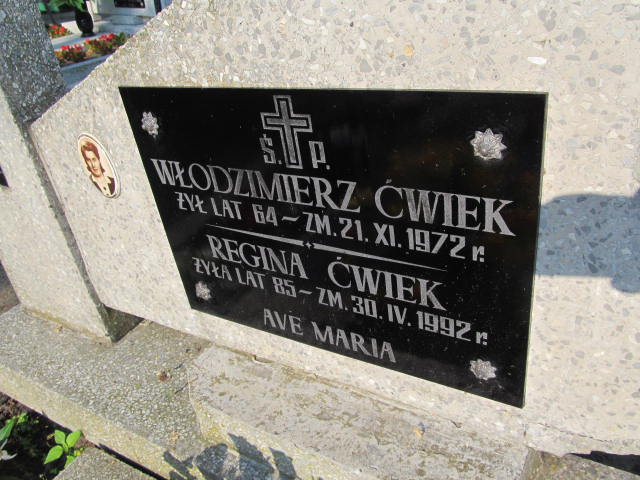 Ś. P.
WŁODZIMIERZ ĆWIEK
ŻYŁ LAT 64 – ZM. 21. XI. 1972 r.
REGINA ĆWIEK
ŻYŁA LAT 85 – ZM. 30. IV. 1992 r.
AVE MARIA